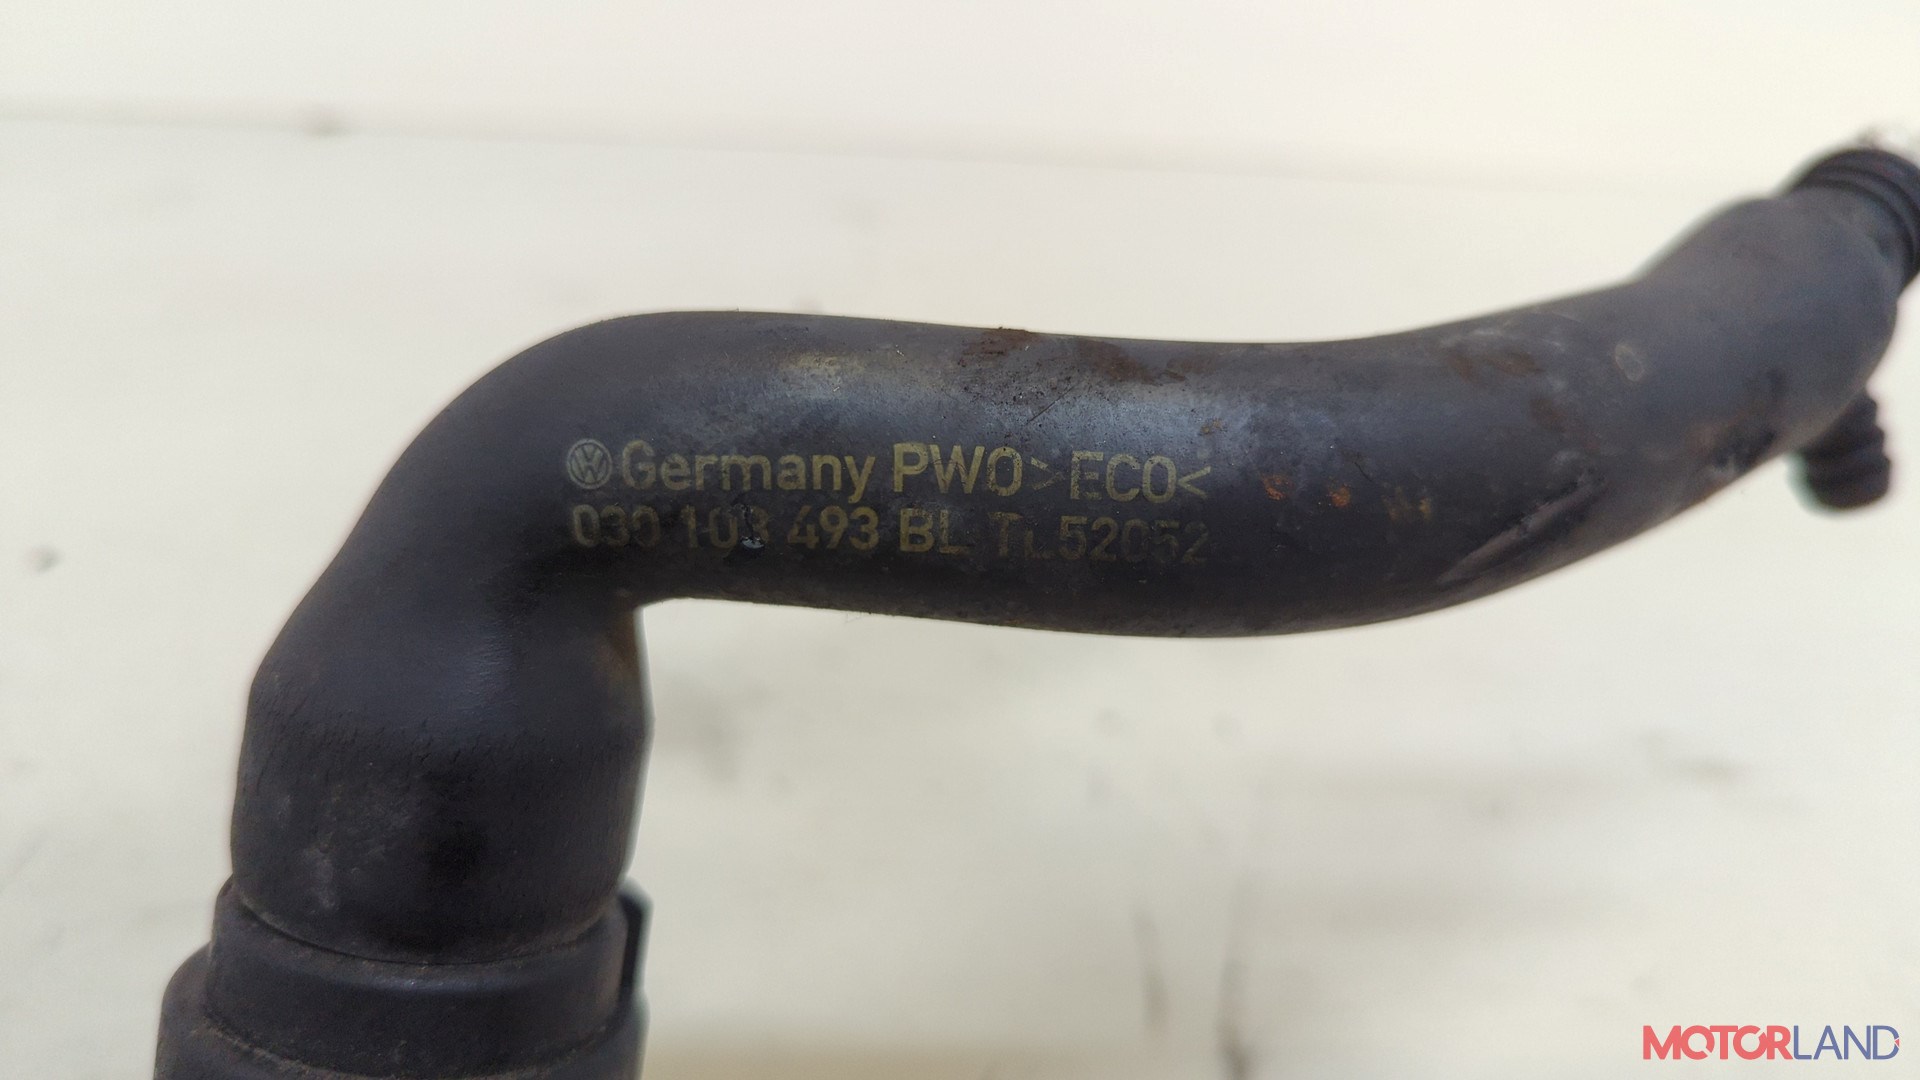 Germany PWO >ECO<
030 103 493 BL TL52052
MOTORLAND